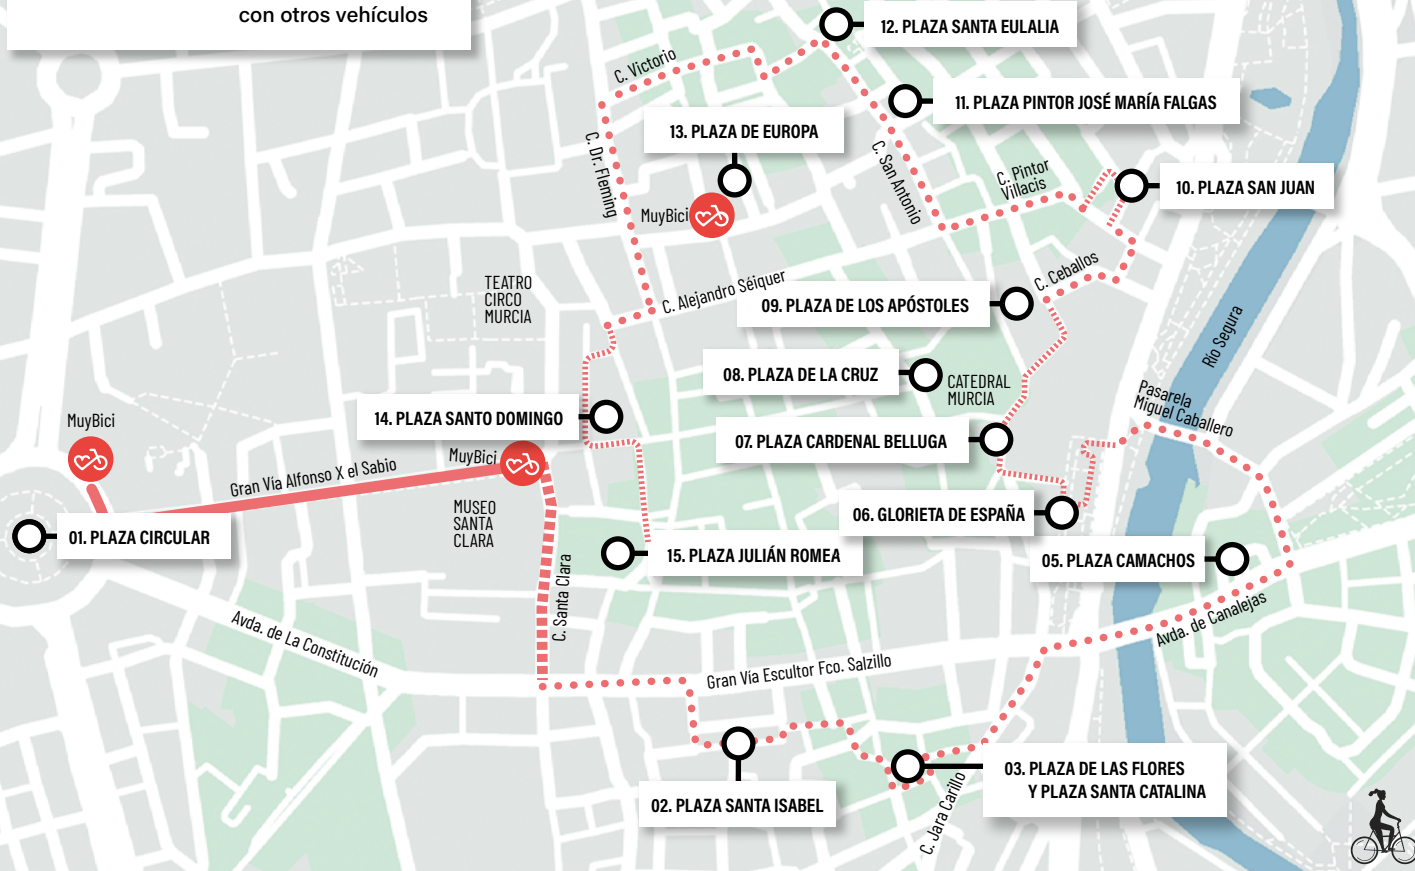 con otros vehículos
12. PLAZA SANTA EULALIA
C. Victorio
11. PLAZA PINTOR JOSÉ MARÍA FALGAS
13. PLAZA DE EUROPA
C. Dr. Fleming
C. San Antonio
C. Pintor
Villacis
10. PLAZA SAN JUAN
MuyBici
C. Ceballos
TEATRO
CIRCO
MURCIA
C. Alejandro Séiquer
09. PLAZA DE LOS APÓSTOLES
Río Segura
08. PLAZA DE LA CRUZ
CATEDRAL
MURCIA
Pasarela
Miguel Caballero
14. PLAZA SANTO DOMINGO
MuyBici
07. PLAZA CARDENAL BELLUGA
MuyBici
Gran Vía Alfonso X el Sabio
MUSEO
SANTA
CLARA
06. GLORIETA DE ESPAÑA
01. PLAZA CIRCULAR
15. PLAZA JULIÁN ROMEA
05. PLAZA CAMACHOS
C. Santa Clara
Avda. de Canalejas
Avda. de La Constitución
Gran Vía Escultor Fco. Salzillo
03. PLAZA DE LAS FLORES
Y PLAZA SANTA CATALINA
02. PLAZA SANTA ISABEL
C. Jara Carillo